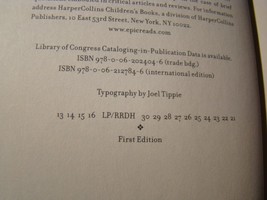 in critical articles and reviews. For information
address HarperCollins Children's Books, a division of HarperCollins
Publishers, 10 East 53rd Street, New York, NY 10022.
www.epicreads.com
Library of Congress Cataloging-in-Publication Data is available.
ISBN 978-0-06-202404-6 (trade bdg.)
ISBN 978-0-06-212784-6 (international edition)
Typography by Joel Tippie
13 14 15 16 LP/RRDH 30 29 28 27 26 25 24 23 22 21
❖
First Edition